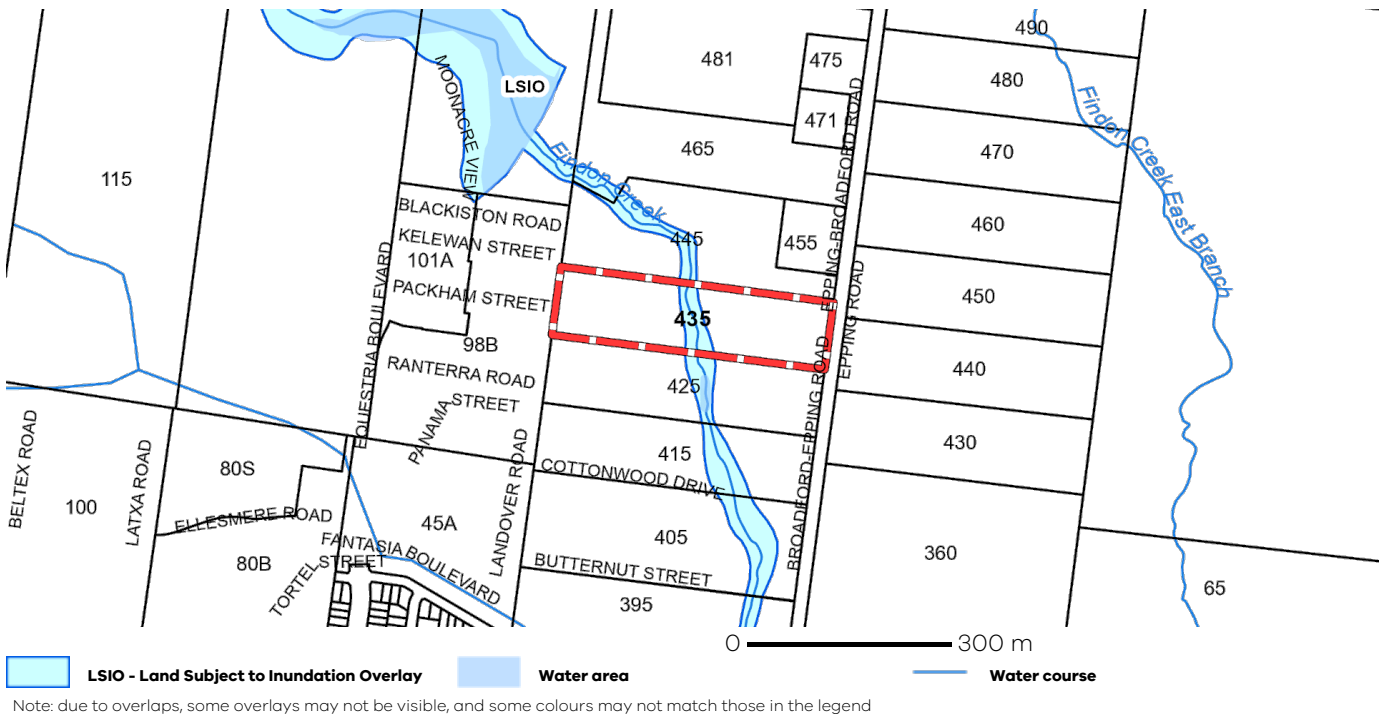 490
481
475
480
LSIO
MOONACRE VIEW
471
EPPING-BRADFORD ROAD
Findon Creek East Branch
465
470
Findon Creek
115
BLACKISTON ROAD
460
KELEWAN STREET
445
455
101A
EQUESTRIA BOULEVARD
PACKHAM STREET
EPPING ROAD
450
435
98B
RANTERRA ROAD
425
440
STREET
PANAMA
BROADFORD-EPPING ROAD
430
BELTEX ROAD
LATXA ROAD
80S
415
LANDOVER ROAD
COTTONWOOD DRIVE
100
ELLESMERE ROAD
45A
405
360
FANTASIA BOULEVARD
80B
STREET
TORTEL
BUTTERNUT STREET
65
395
0 300 m
LSIO - Land Subject to Inundation Overlay Water area Water course
Note: due to overlaps, some overlays may not be visible, and some colours may not match those in the legend